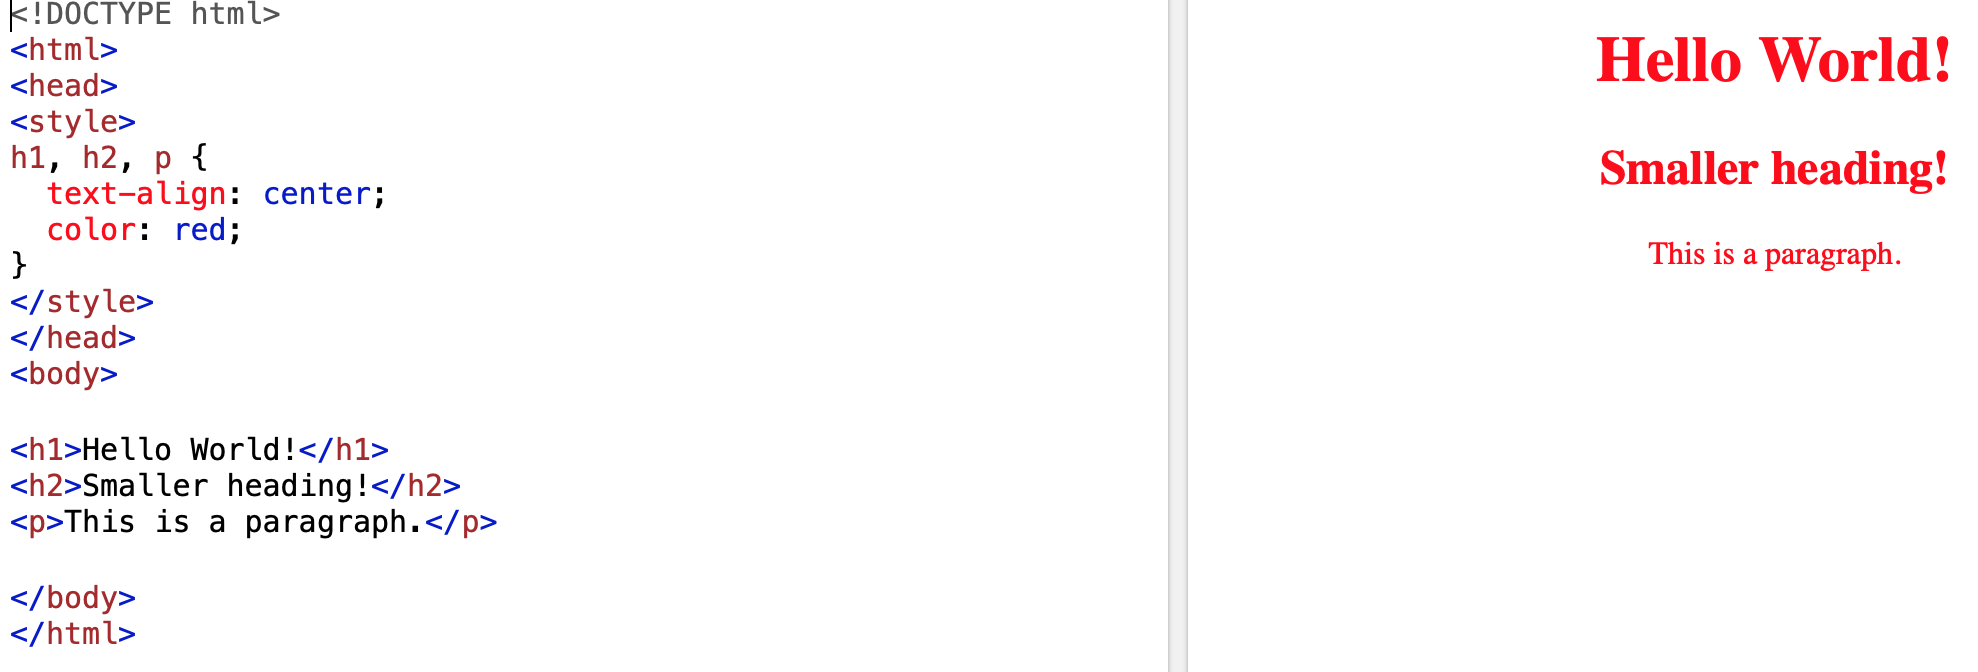 <!DOCTYPE html>
<html>
<head>
<style>
h1, h2, p {
  text-align: center;
  color: red;
}
</style>
</head>
<body>

<h1>Hello World!</h1>
<h2>Smaller heading!</h2>
<p>This is a paragraph.</p>

</body>
</html>
Hello World!
Smaller heading!
This is a paragraph.